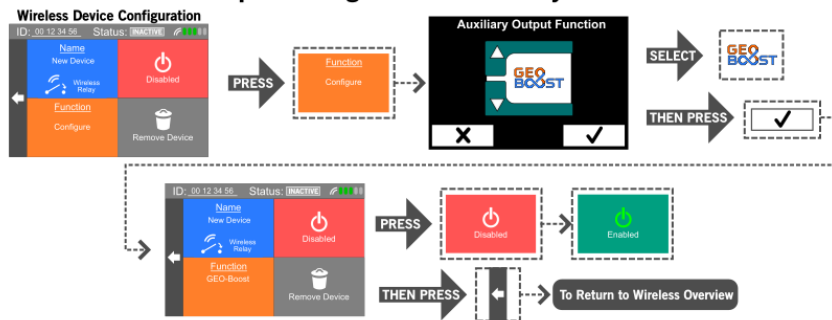 Wireless Device Configuration
ID: 00 12 34 56 Status: INACTIVE
Name
New Device
Wireless
Relay
Disabled
Function
Configure
Remove Device
PRESS
Function
Configure
Auxiliary Output Function
GEO
BOOST
SELECT
GEO
BOOST
THEN PRESS
ID: 00 12 34 56 Status: INACTIVE
Name
New Device
Wireless
Relay
Disabled
Function
GEO-Boost
Remove Device
PRESS
Disabled
Enabled
THEN PRESS
To Return to Wireless Overview